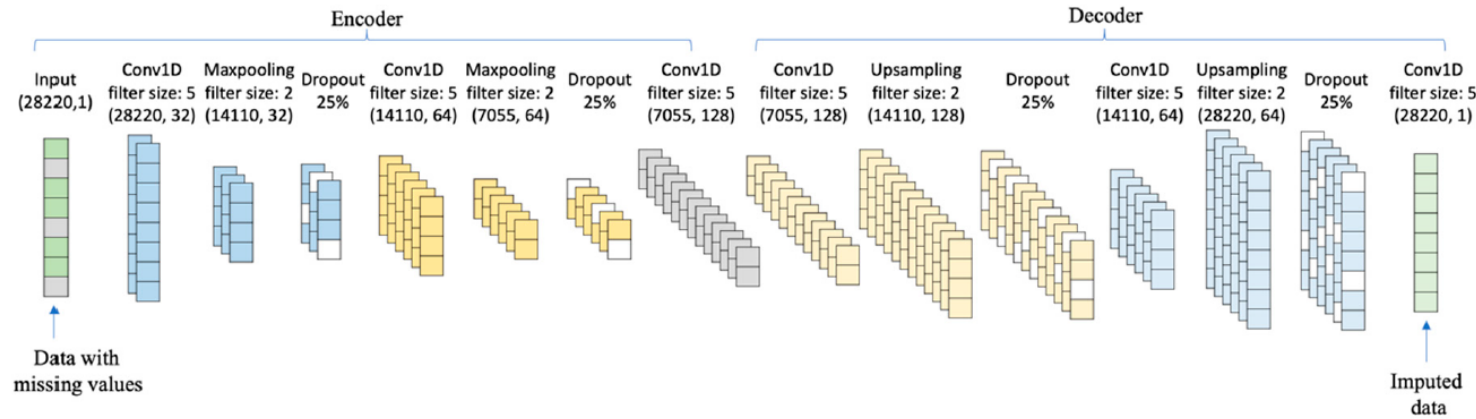 Encoder
Decoder
Input
(28220,1)
Conv1D
filter size: 5
(28220, 32)
Maxpooling
filter size: 2
(14110, 32)
Dropout
25%
Conv1D
filter size: 5
(14110, 64)
Maxpooling
filter size: 2
(7055, 64)
Dropout
25%
Conv1D
filter size: 5
(7055, 128)
Conv1D
filter size: 5
(7055, 128)
Upsampling
filter size: 2
(14110, 128)
Dropout
25%
Conv1D
filter size: 5
(14110, 64)
Upsampling
filter size: 2
(28220, 64)
Dropout
25%
Conv1D
filter size: 5
(28220, 1)
Data with
missing values
Imputed
data